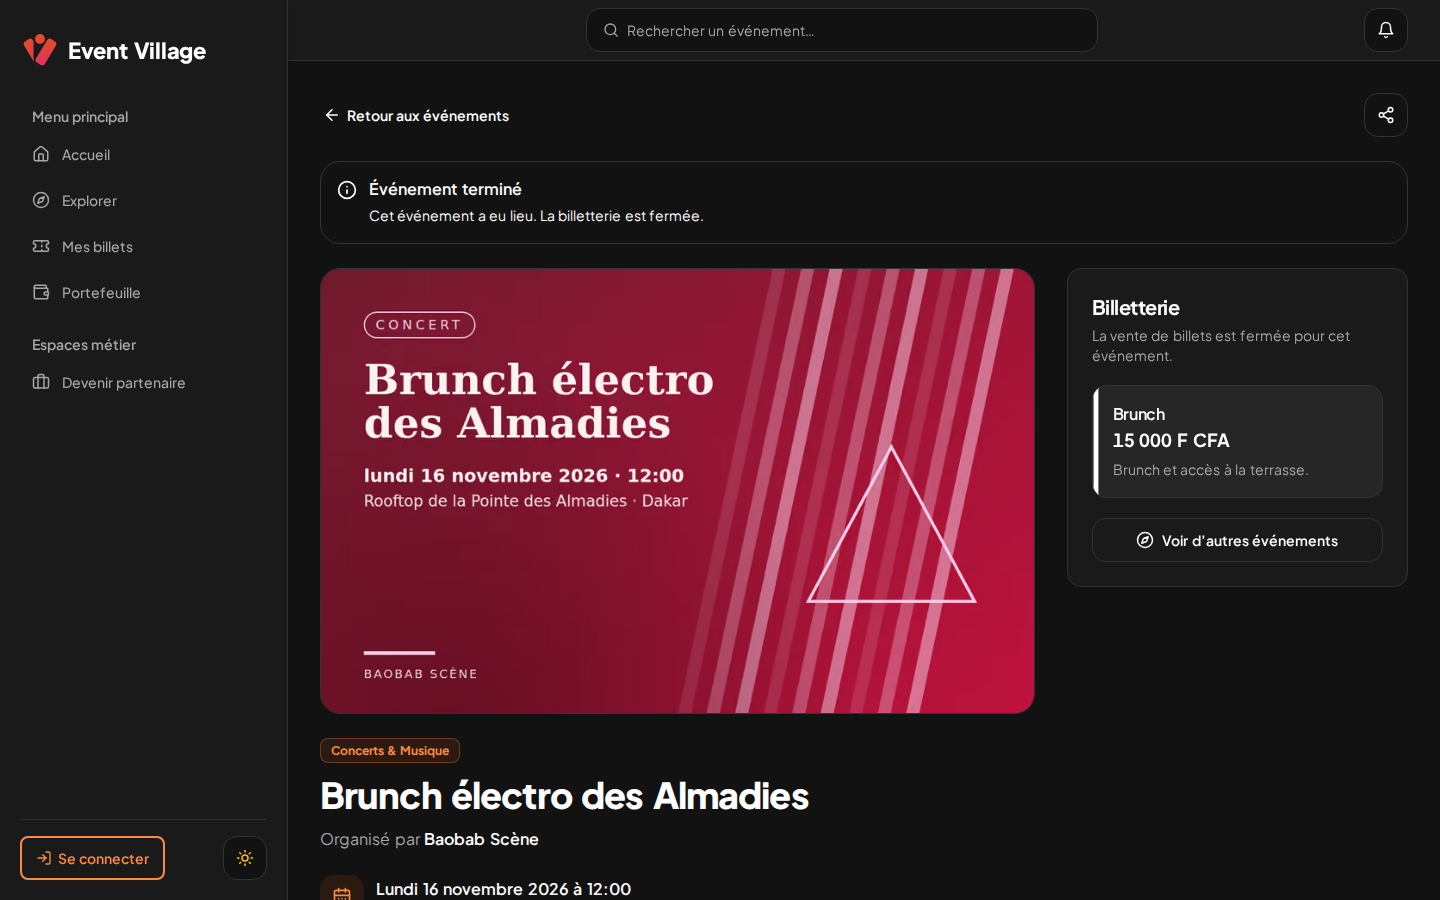 Event Village
Rechercher un événement…
Menu principal
Accueil
Explorer
Mes billets
Portefeuille
Espaces métier
Devenir partenaire
Se connecter
Retour aux événements
Événement terminé
Cet événement a eu lieu. La billetterie est fermée.
CONCERT
Brunch électro
des Almadies
lundi 16 novembre 2026 · 12:00
Rooftop de la Pointe des Almadies · Dakar
BAOBAB SCÈNE
Billetterie
La vente de billets est fermée pour cet
événement.
Brunch
15 000 F CFA
Brunch et accès à la terrasse.
Voir d’autres événements
Concerts & Musique
Brunch électro des Almadies
Organisé par Baobab Scène
Lundi 16 novembre 2026 à 12:00